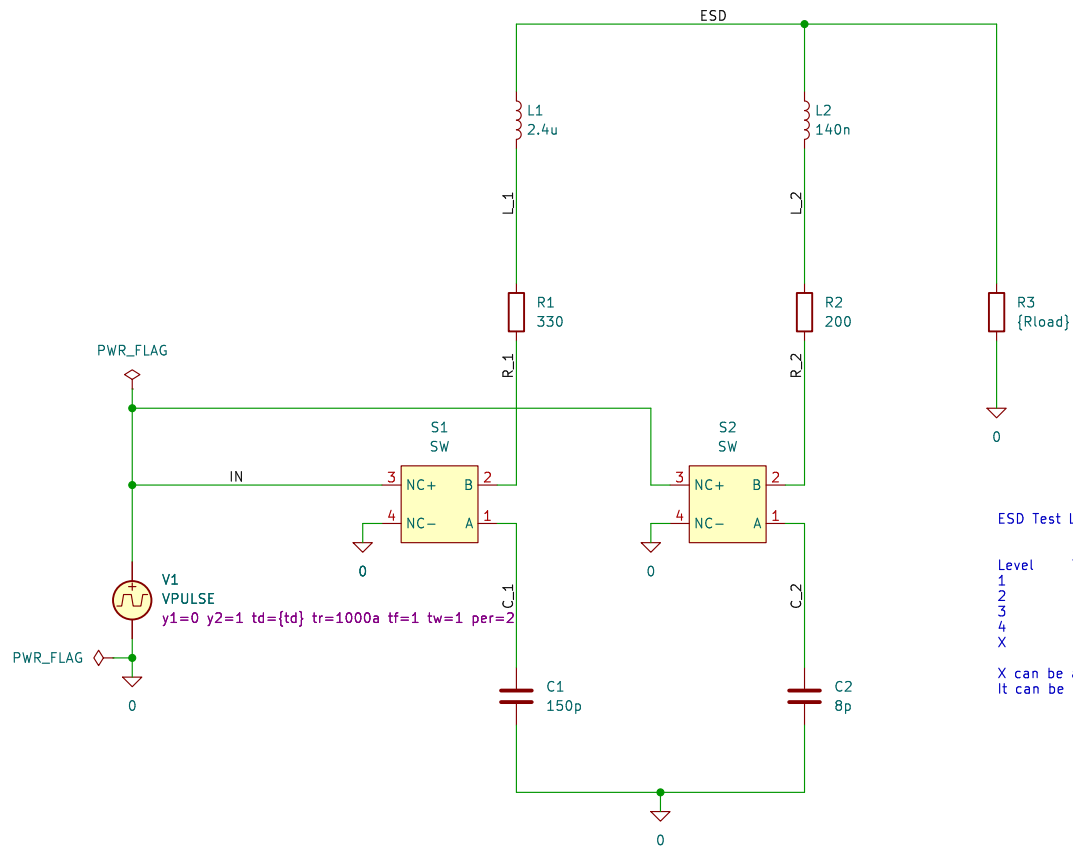 ESD
L1
2.4u
L2
140n
L_1
L_2
R1
330
R2
200
R3
{Rload}
PWR_FLAG
R_1
R_2
0
S1
SW
S2
SW
IN
3 NC+ B 2
4 NC- A 1
3 NC+ B 2
4 NC- A 1
0
0
ESD Test L
Level
1
2
3
4
X
X can be
It can be
V1
VPULSE
y1=0 y2=1 td={td} tr=1000a tf=1 tw=1 per=2
C_1
C_2
PWR_FLAG
0
C1
150p
C2
8p
0